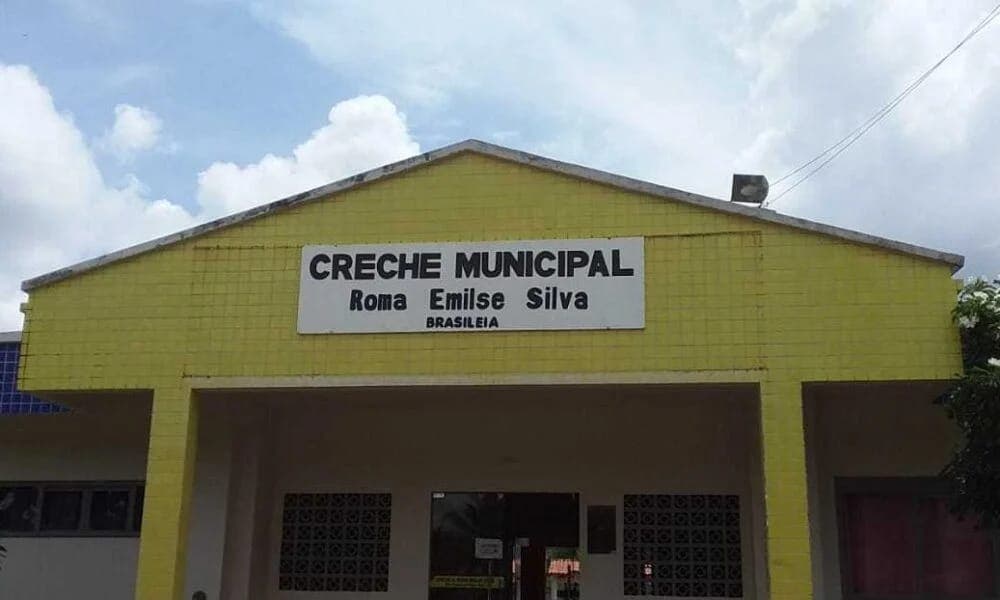 CRECHE MUNICIPAL
Roma Emilse Silva
BRASILEIA